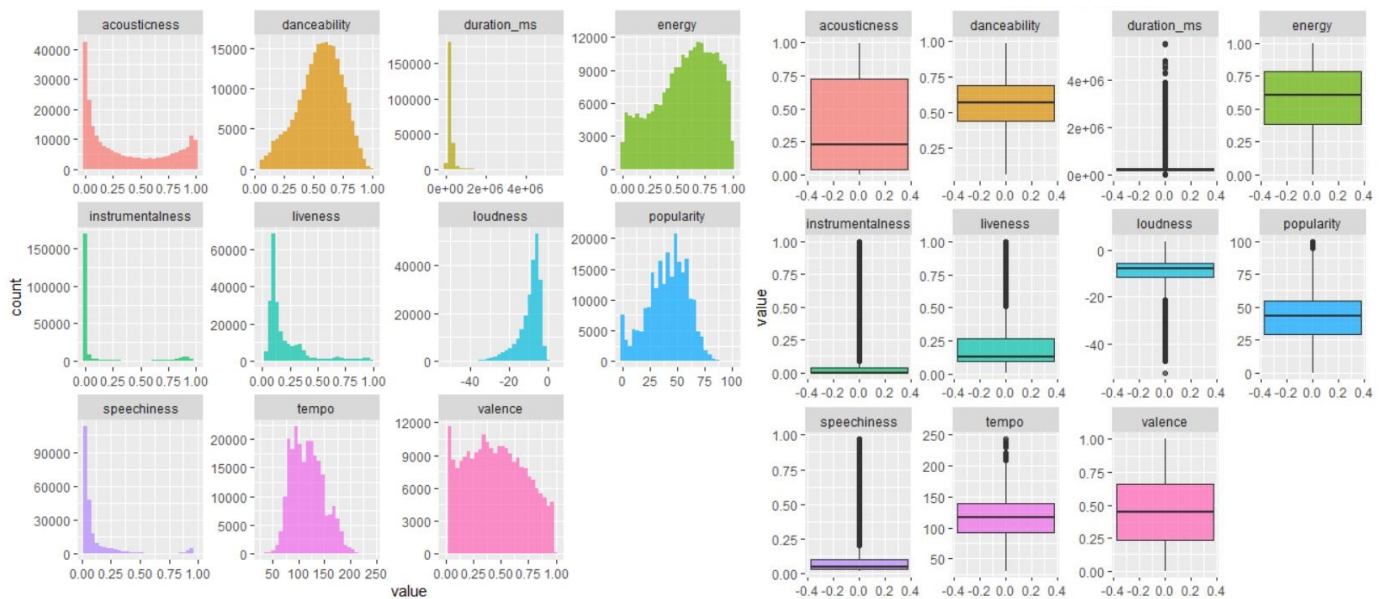 acousticness danceability duration_ms energy
40000 30000 20000 10000 0
0.00 0.25 0.50 0.75 1.00
15000 10000 5000 0
0.00 0.25 0.50 0.75 1.00
150000 100000 50000 0
0e+00 2e+06 4e+06
12000 9000 6000 3000 0
0.00 0.25 0.50 0.75 1.00
instrumentalness liveness loudness popularity
150000 100000 50000 0
0.00 0.25 0.50 0.75 1.00
60000 40000 20000 0
0.00 0.25 0.50 0.75 1.00
40000 20000 0
-40 -20 0
20000 15000 10000 5000 0
0 25 50 75 100
speechiness tempo valence
90000 60000 30000 0
0.00 0.25 0.50 0.75 1.00
20000 15000 10000 5000 0
50 100 150 200 250
12000 9000 6000 3000 0
0.00 0.25 0.50 0.75 1.00
count
value
acousticness danceability duration_ms energy
1.00 0.75 0.50 0.25 0.00
-0.4 -0.2 0.0 0.2 0.4
1.00 0.75 0.50 0.25
-0.4 -0.2 0.0 0.2 0.4
4e+06 2e+06 0e+00
-0.4 -0.2 0.0 0.2 0.4
1.00 0.75 0.50 0.25 0.00
-0.4 -0.2 0.0 0.2 0.4
instrumentalness liveness loudness popularity
1.00 0.75 0.50 0.25 0.00
-0.4 -0.2 0.0 0.2 0.4
1.00 0.75 0.50 0.25 0.00
-0.4 -0.2 0.0 0.2 0.4
0 -20 -40
-0.4 -0.2 0.0 0.2 0.4
100 75 50 25 0
-0.4 -0.2 0.0 0.2 0.4
speechiness tempo valence
1.00 0.75 0.50 0.25 0.00
-0.4 -0.2 0.0 0.2 0.4
250 200 150 100 50
-0.4 -0.2 0.0 0.2 0.4
1.00 0.75 0.50 0.25 0.00
-0.4 -0.2 0.0 0.2 0.4
value